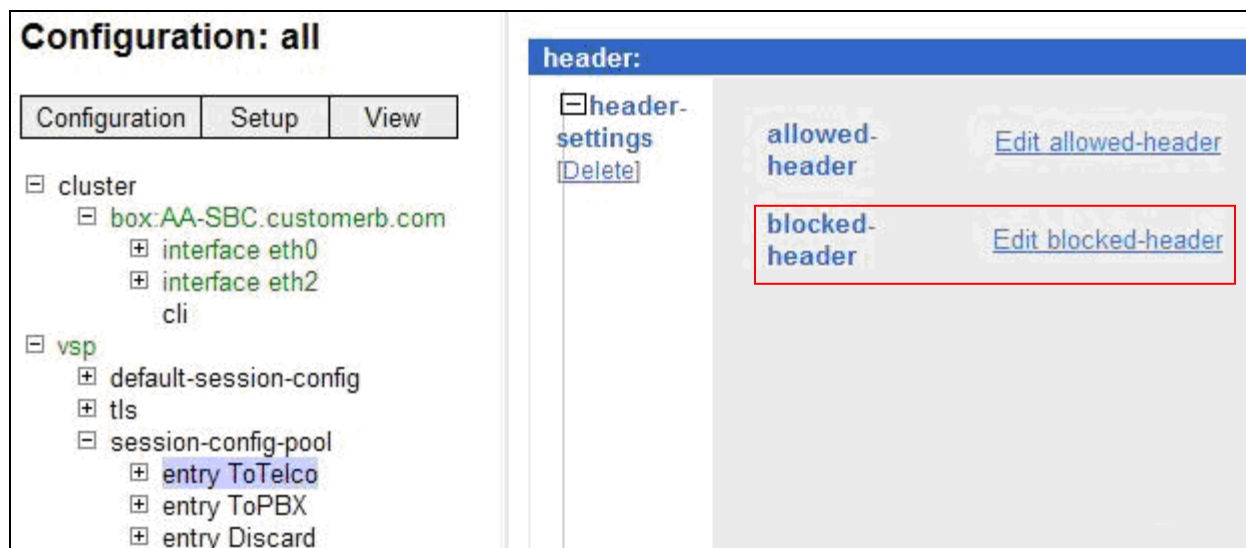 Configuration: all
Configuration Setup View
cluster
box:AA-SBC.customerb.com
interface eth0
interface eth2
cli
vsp
default-session-config
tls
session-config-pool
entry ToTelco
entry ToPBX
entry Discard
header:
header-
settings
[Delete]
allowed-
header
Edit allowed-header
blocked-
header
Edit blocked-header